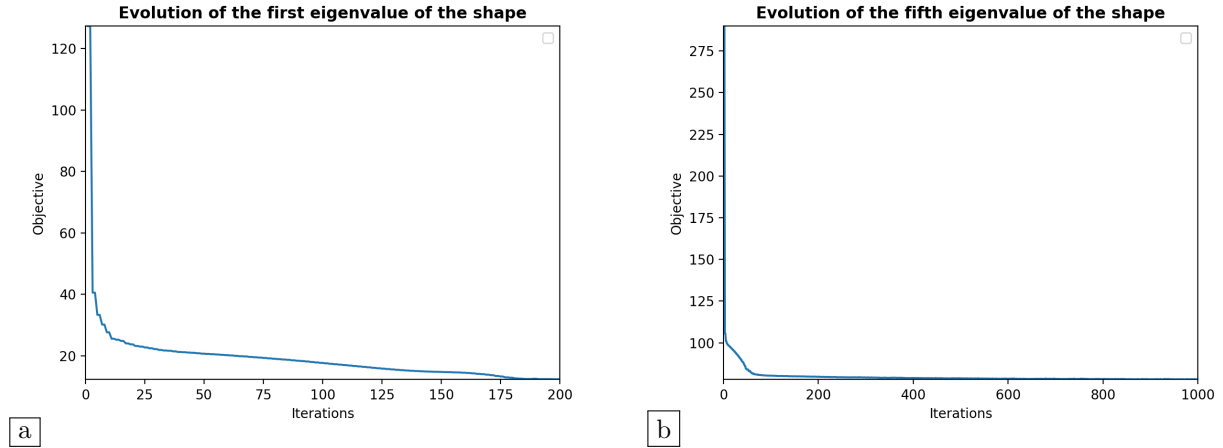 Evolution of the first eigenvalue of the shape
120
100
80
60
40
20
Objective
0 25 50 75 100 125 150 175 200
Iterations
a
Evolution of the fifth eigenvalue of the shape
275
250
225
200
175
150
125
100
Objective
0 200 400 600 800 1000
Iterations
b